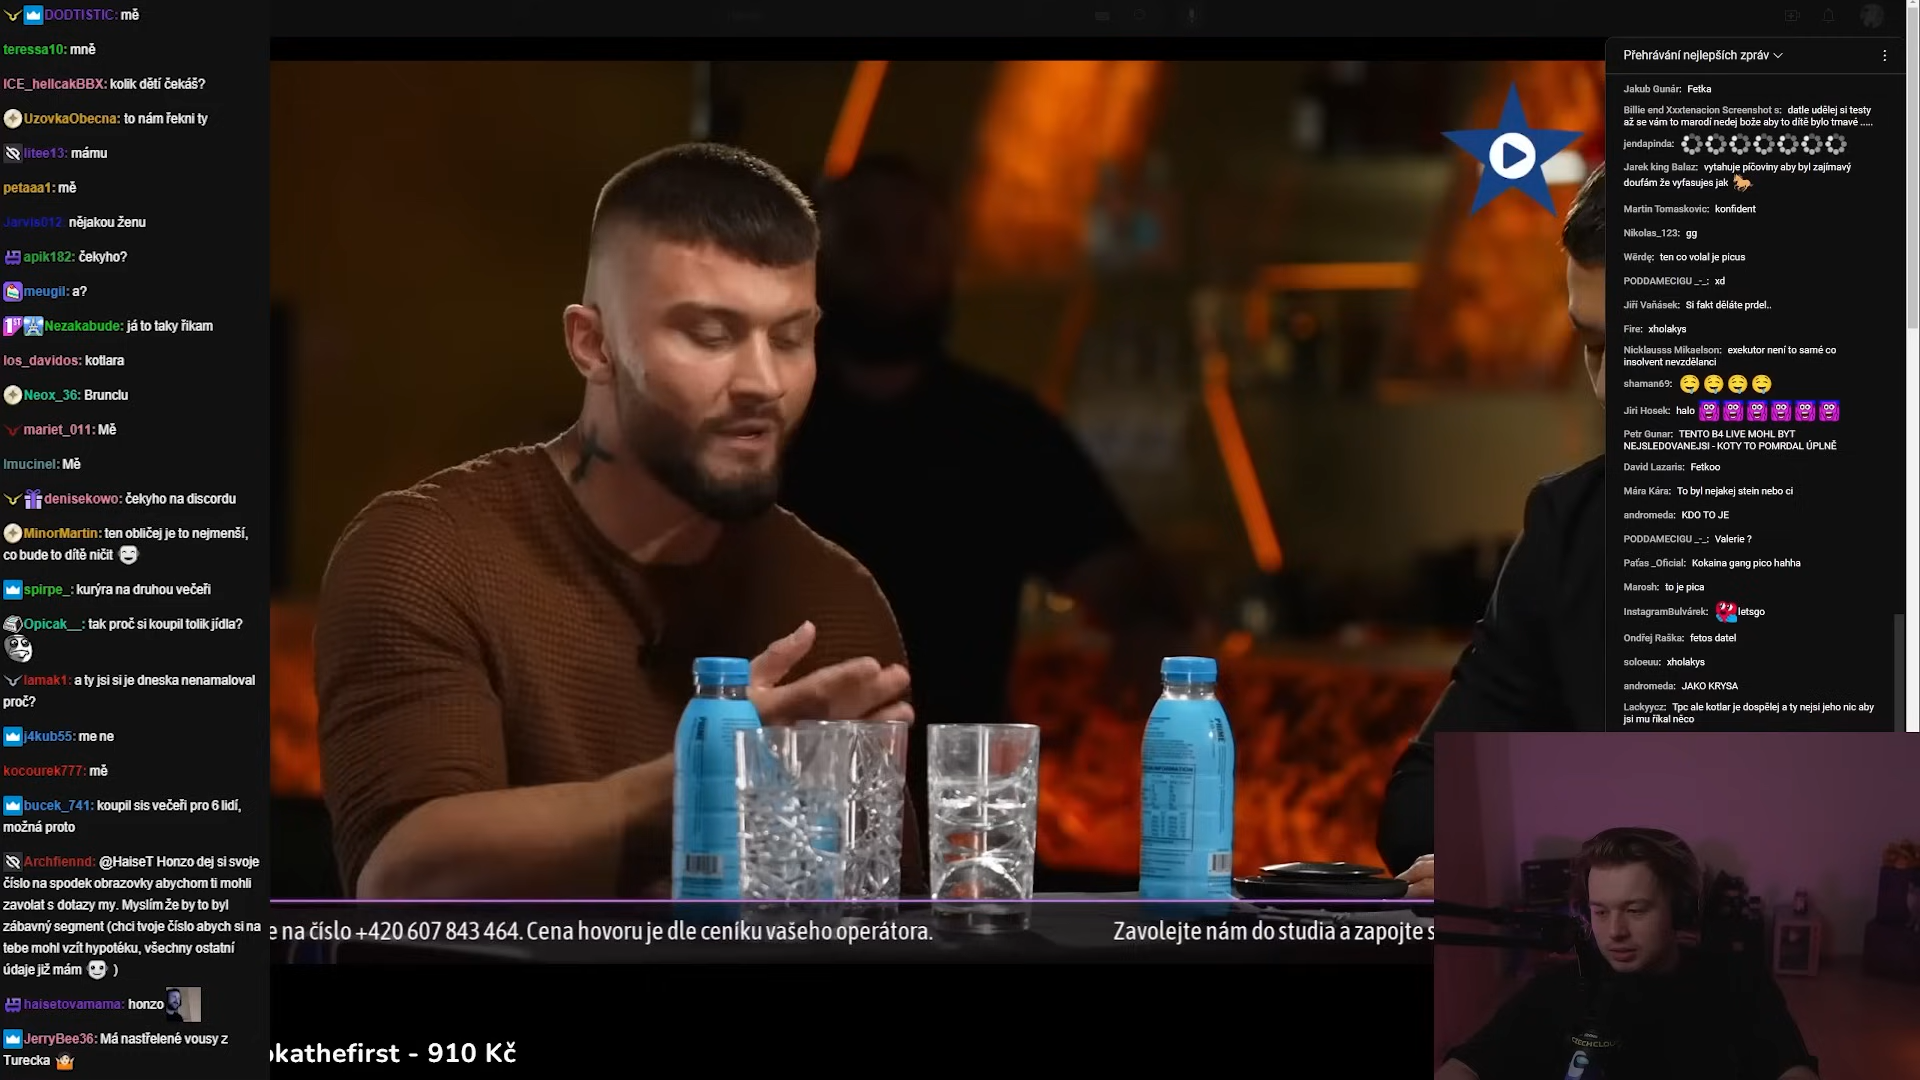 DODTISTIC: mě
teressa10: mně
ICE_hellcakBBX: kolik dětí čekáš?
UzovkaObecna: to nám řekni ty
litee13: mámu
petaaa1: mě
Jarvis012: nějakou ženu
apik182: čekyho?
meugil: a?
1ST Nezakabude: já to taky řikam
los_davidos: kotlara
Neox_36: Brunclu
mariet_011: Mě
lmucinel: Mě
denisekowo: čekyho na discordu
MinorMartin: ten obličej je to nejmenší,
co bude to dítě ničit
spirpe_: kurýra na druhou večeři
Opicak__: tak proč si koupil tolik jídla?
lamak1: a ty jsi si je dneska nenamaloval
proč?
j4kub55: me ne
kocourek777: mě
bucek_741: koupil sis večeři pro 6 lidí,
možná proto
Archfiennd: @HaiseT Honzo dej si svoje
číslo na spodek obrazovky abychom ti mohli
zavolat s dotazy my. Myslím že by to byl
zábavný segment (chci tvoje číslo abych si na
tebe mohl vzít hypotéku, všechny ostatní
údaje již mám )
haisetovamama: honzo
JerryBee36: Má nastřelené vousy z
Turecka
PRIME
e na číslo +420 607 843 464. Cena hovoru je dle ceníku vašeho operátora.
Zavolejte nám do studia a zapojte s
okathefirst - 910 Kč
Přehrávání nejlepších zpráv
Jakub Gunár: Fetka
Billie end Xxxtenacion Screenshot s: datle udělej si testy
až se vám to marodí nedej bože aby to dítě bylo tmavé .....
jendapinda:
Jarek king Balaz: vytahuje píčoviny aby byl zajímavý
doufám že vyfasujes jak
Martin Tomaskovic: konfident
Nikolas_123: gg
Wērdę: ten co volal je picus
PODDAMECIGU _-_: xd
Jiří Vaňásek: Si fakt děláte prdel..
Fire: xholakys
Nicklausss Mikaelson: exekutor není to samé co
insolvent nevzdělanci
shaman69:
Jiri Hosek: halo
Petr Gunar: TENTO B4 LIVE MOHL BYT
NEJSLEDOVANEJSI - KOTY TO POMRDAL ÚPLNĚ
David Lazaris: Fetkoo
Mára Kára: To byl nejakej stein nebo ci
andromeda: KDO TO JE
PODDAMECIGU _-_: Valerie ?
Paťas _Oficial: Kokaina gang pico hahha
Marosh: to je pica
InstagramBulvárek: letsgo
Ondřej Raška: fetos datel
soloeuu: xholakys
andromeda: JAKO KRYSA
Lackyycz: Tpc ale kotlar je dospělej a ty nejsi jeho nic aby
jsi mu říkal něco